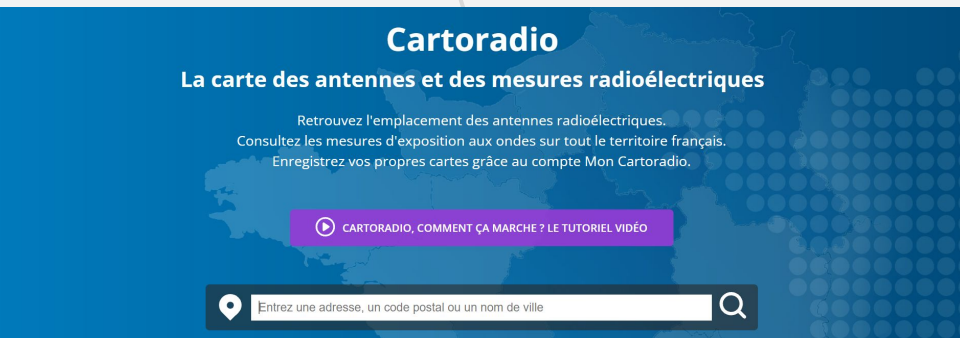 Cartoradio
La carte des antennes et des mesures radioélectriques
Retrouvez l'emplacement des antennes radioélectriques.
Consultez les mesures d'exposition aux ondes sur tout le territoire français.
Enregistrez vos propres cartes grâce au compte Mon Cartoradio.
CARTORADIO, COMMENT ÇA MARCHE ? LE TUTORIEL VIDÉO
Entrez une adresse, un code postal ou un nom de ville